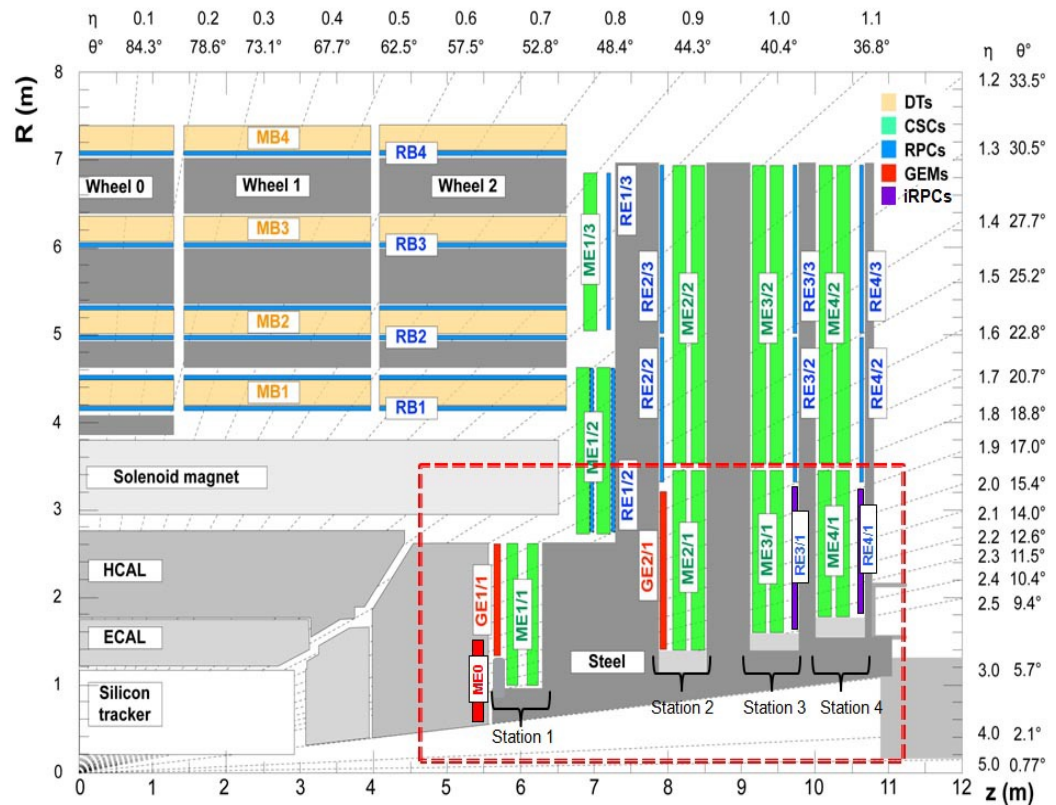 η 0.1 0.2 0.3 0.4 0.5 0.6 0.7 0.8 0.9 1.0 1.1
θ° 84.3° 78.6° 73.1° 67.7° 62.5° 57.5° 52.8° 48.4° 44.3° 40.4° 36.8° η θ°
R (m)
8
7
6
5
4
3
2
1
0
1.2 33.5°
1.3 30.5°
1.4 27.7°
1.5 25.2°
1.6 22.8°
1.7 20.7°
1.8 18.8°
1.9 17.0°
2.0 15.4°
2.1 14.0°
2.2 12.6°
2.3 11.5°
2.4 10.4°
2.5 9.4°
3.0 5.7°
4.0 2.1°
5.0 0.77°
DTs
CSCs
RPCs
GEMs
iRPCs
MB4
RB4
Wheel 0 Wheel 1 Wheel 2
MB3
RB3
MB2
RB2
MB1
RB1
Solenoid magnet
HCAL
ECAL
Silicon
tracker
Steel
ME1/3
RE1/3
RE2/3
ME2/2
ME3/2
RE3/3
ME4/2
RE4/3
RE2/2
RE3/2
RE4/2
ME1/2
RE1/2
GE1/1
ME1/1
ME0
GE2/1
ME2/1
ME3/1
RE3/1
ME4/1
RE4/1
Station 1
Station 2
Station 3
Station 4
0 1 2 3 4 5 6 7 8 9 10 11 12
z (m)